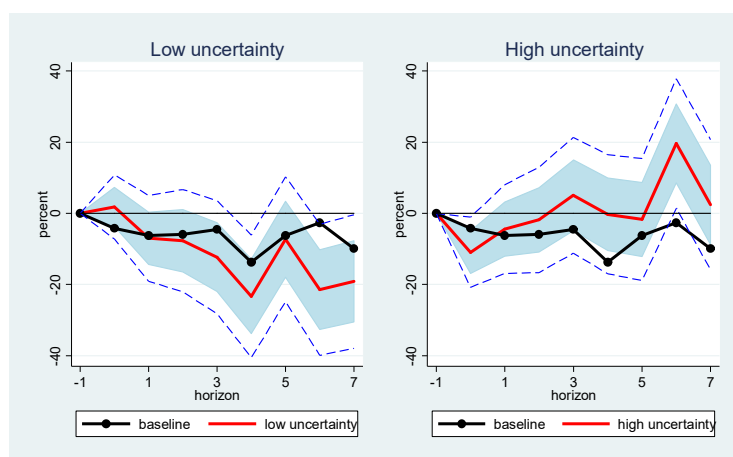 Low uncertainty
40
20
0
-20
-40
percent
-1
1
3
5
7
horizon
baseline
low uncertainty
High uncertainty
40
20
0
-20
-40
percent
-1
1
3
5
7
horizon
baseline
high uncertainty